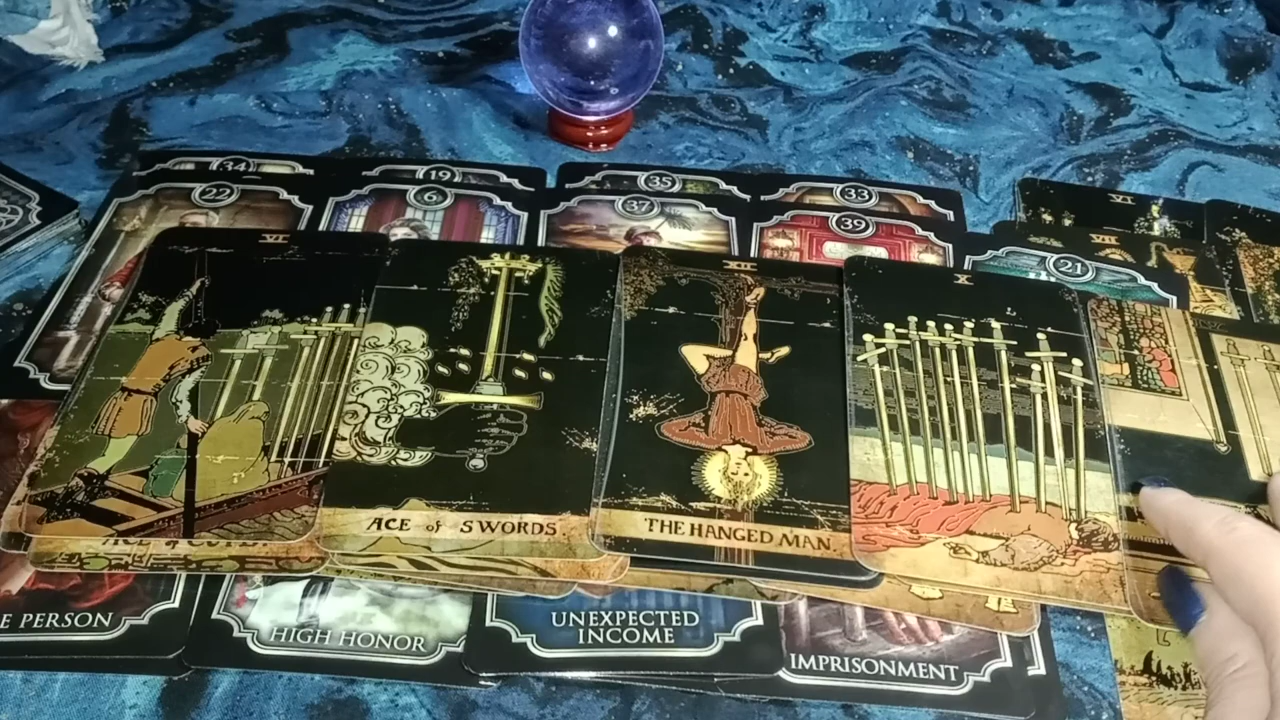 34
19
35
33
VI
22
6
37
39
VII
21
VI
XII
X
ACE of SWORDS.
THE HANGED MAN.
E PERSON
HIGH HONOR
UNEXPECTED
INCOME
IMPRISONMENT